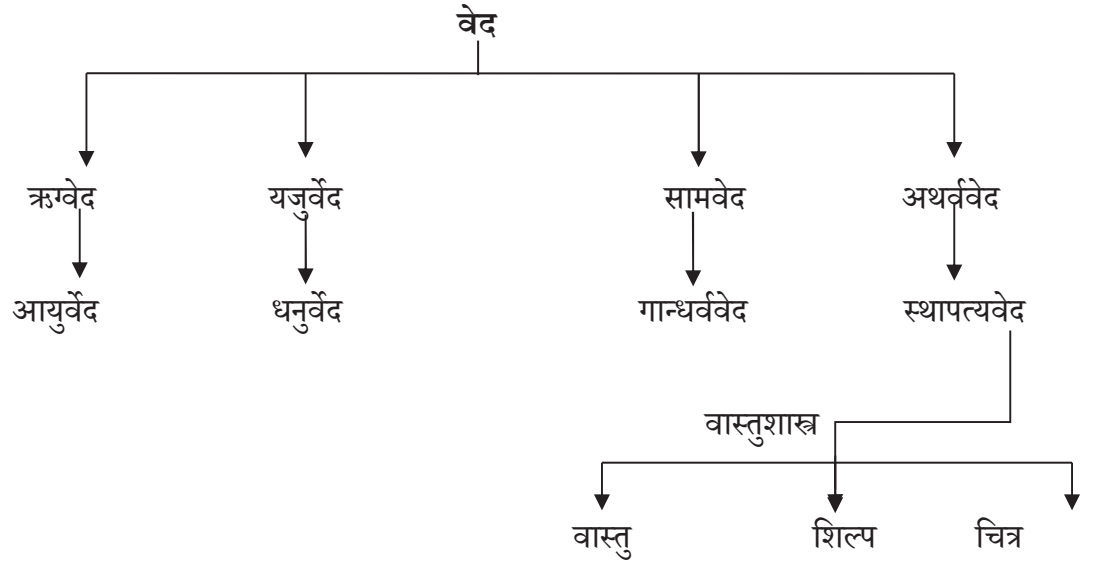 वेद
ऋग्वेद यजुर्वेद सामवेद अथर्ववेद
आयुर्वेद धनुर्वेद गान्धर्ववेद स्थापत्यवेद
वास्तुशास्त्र
वास्तु शिल्प चित्र